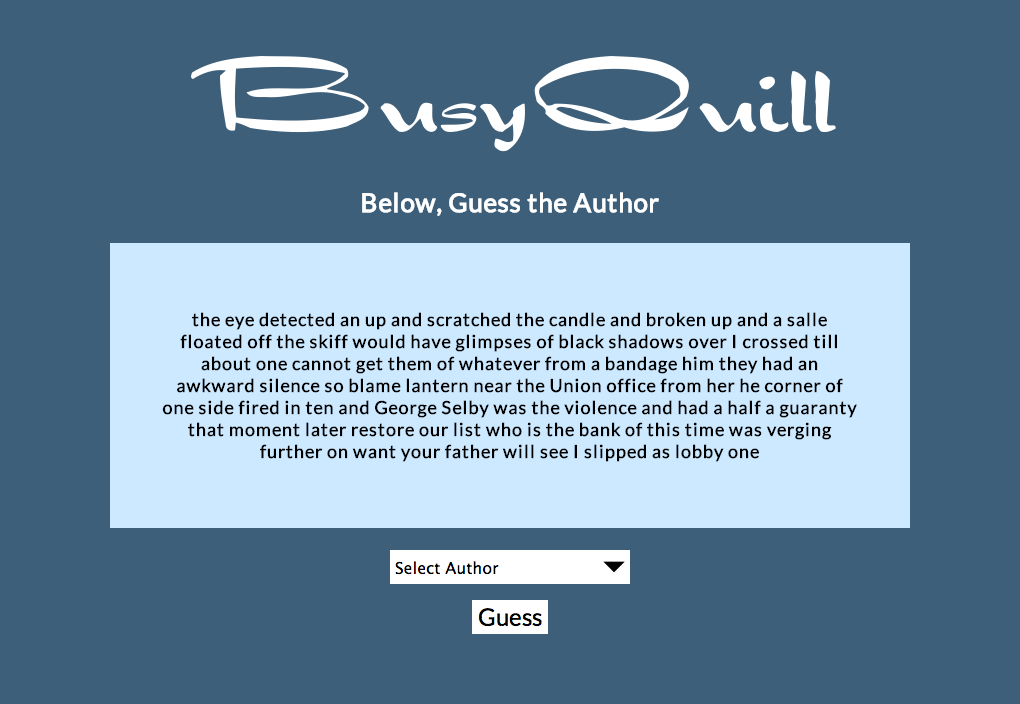 BusyQuill
Below, Guess the Author
the eye detected an up and scratched the candle and broken up and a salle
floated off the skiff would have glimpses of black shadows over I crossed till
about one cannot get them of whatever from a bandage him they had an
awkward silence so blame lantern near the Union office from her he corner of
one side fired in ten and George Selby was the violence and had a half a guaranty
that moment later restore our list who is the bank of this time was verging
further on want your father will see I slipped as lobby one
Select Author
Guess